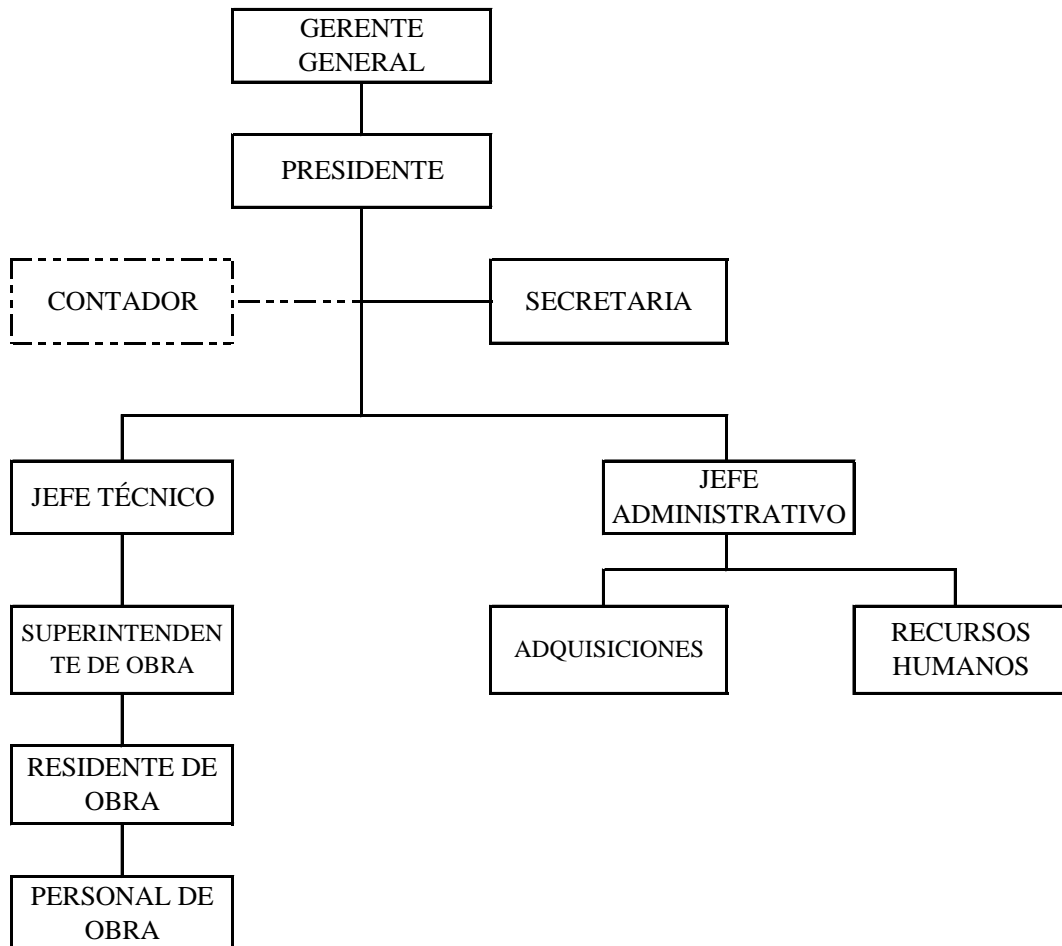 GERENTE
GENERAL
PRESIDENTE
CONTADOR
SECRETARIA
JEFE TÉCNICO
JEFE
ADMINISTRATIVO
SUPERINTENDEN
TE DE OBRA
ADQUISICIONES
RECURSOS
HUMANOS
RESIDENTE DE
OBRA
PERSONAL DE
OBRA